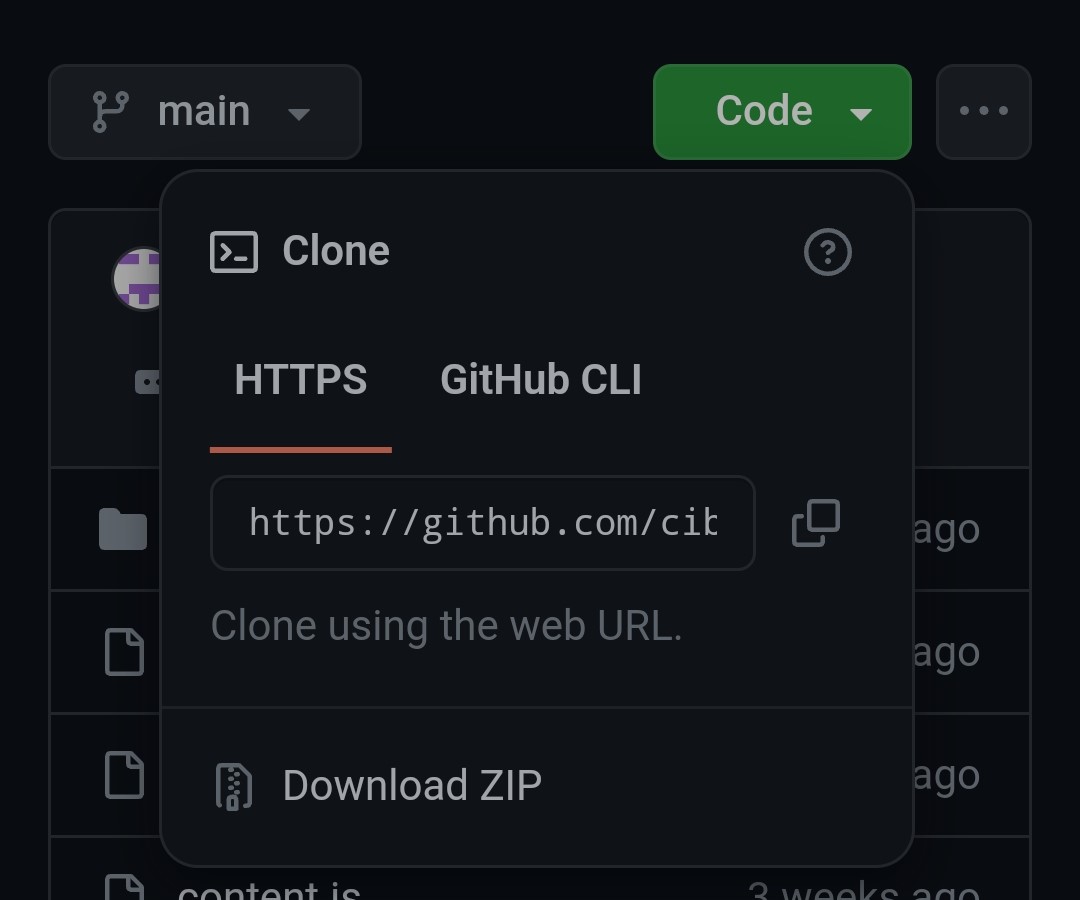 main
Code
Clone
HTTPS
GitHub CLI
https://github.com/cib
ago
Clone using the web URL.
ago
ago
Download ZIP
content.js
3 weeks ago